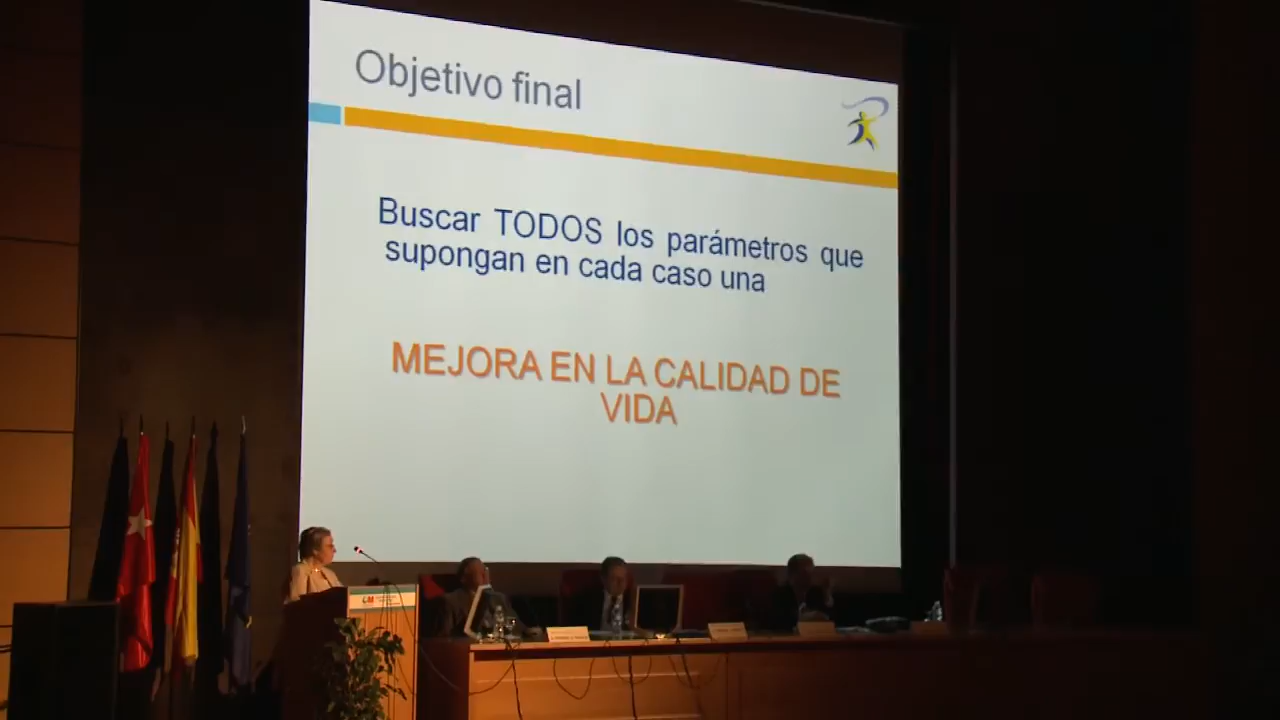 Objetivo final
Buscar TODOS los parámetros que
supongan en cada caso una
MEJORA EN LA CALIDAD DE
VIDA